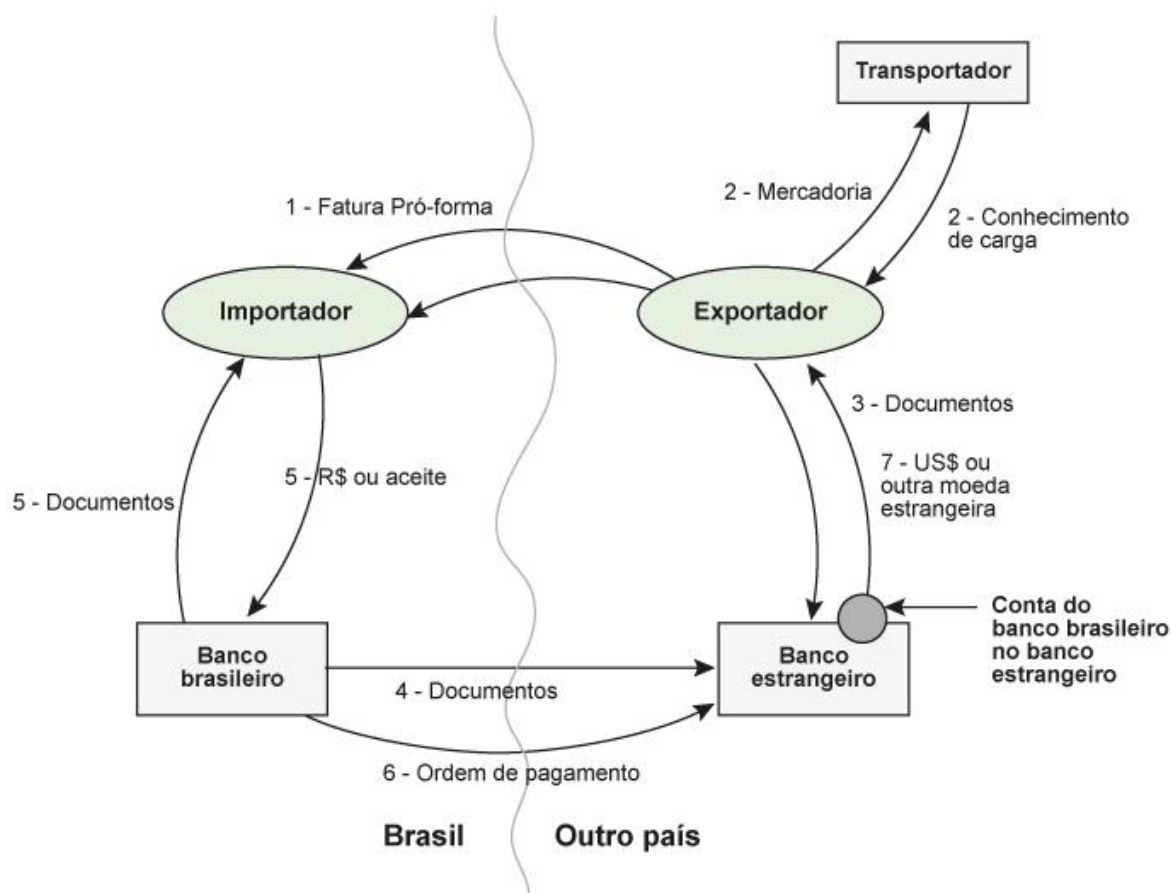 Transportador
2 - Mercadoria
2 - Conhecimento
de carga
1 - Fatura Pró-forma
Importador
Exportador
3 - Documentos
7 - US$ ou
outra moeda
estrangeira
5 - R$ ou aceite
5 - Documentos
Conta do
banco brasileiro
no banco
estrangeiro
Banco
brasileiro
Banco
estrangeiro
4 - Documentos
6 - Ordem de pagamento
Brasil
Outro país